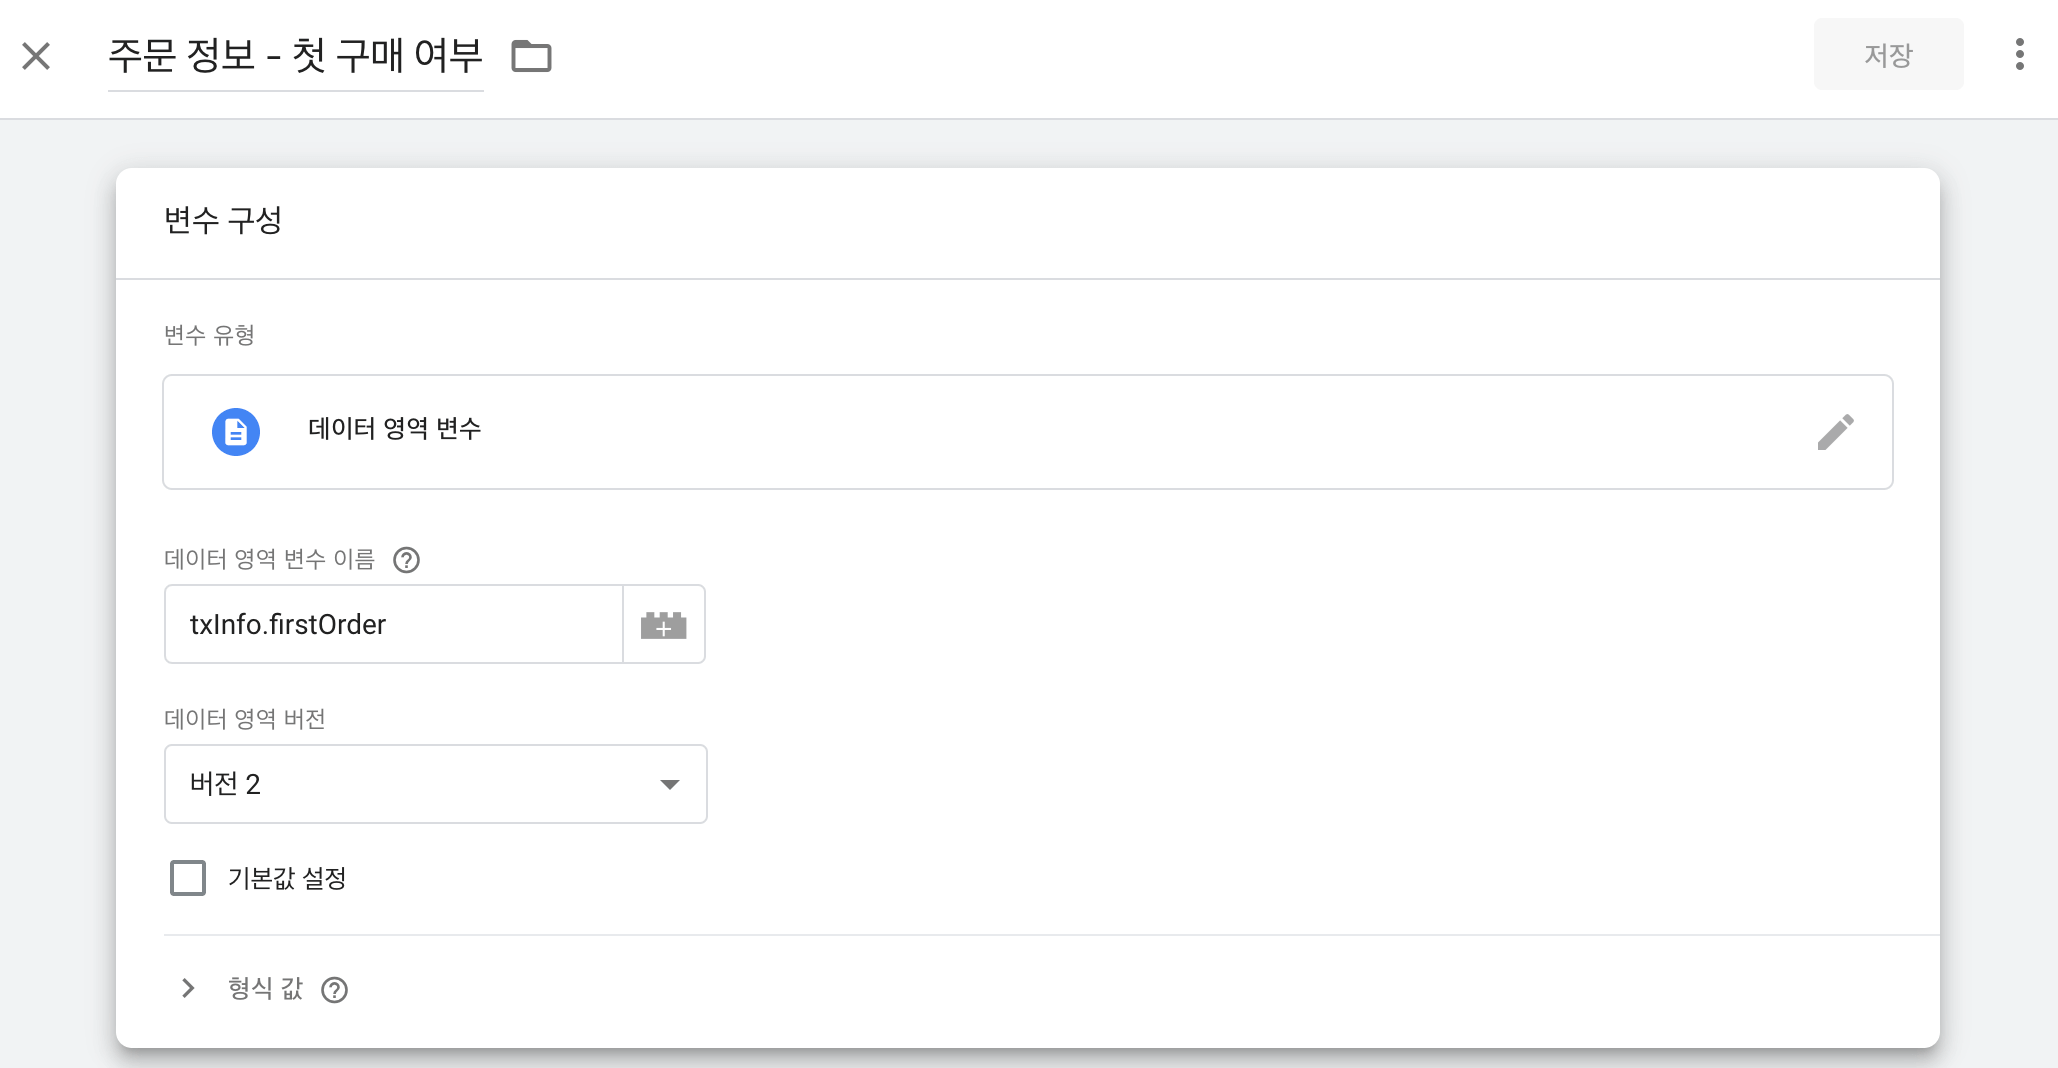 주문 정보 - 첫 구매 여부
저장
변수 구성
변수 유형
데이터 영역 변수
데이터 영역 변수 이름
txInfo.firstOrder
데이터 영역 버전
버전 2
기본값 설정
형식 값